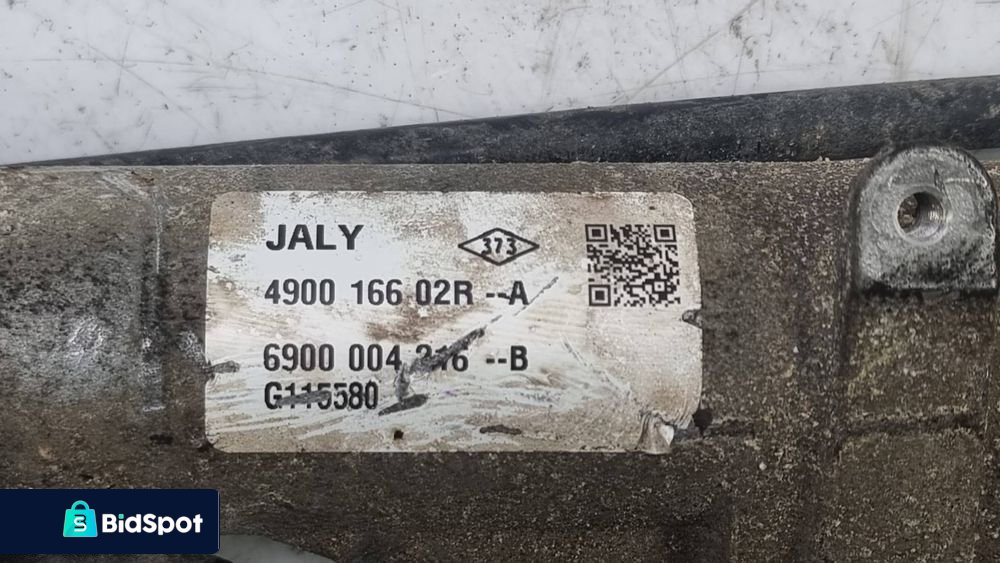 JALY
373
4900 166 02R --A
6900 004 --B
G115580
BidSpot